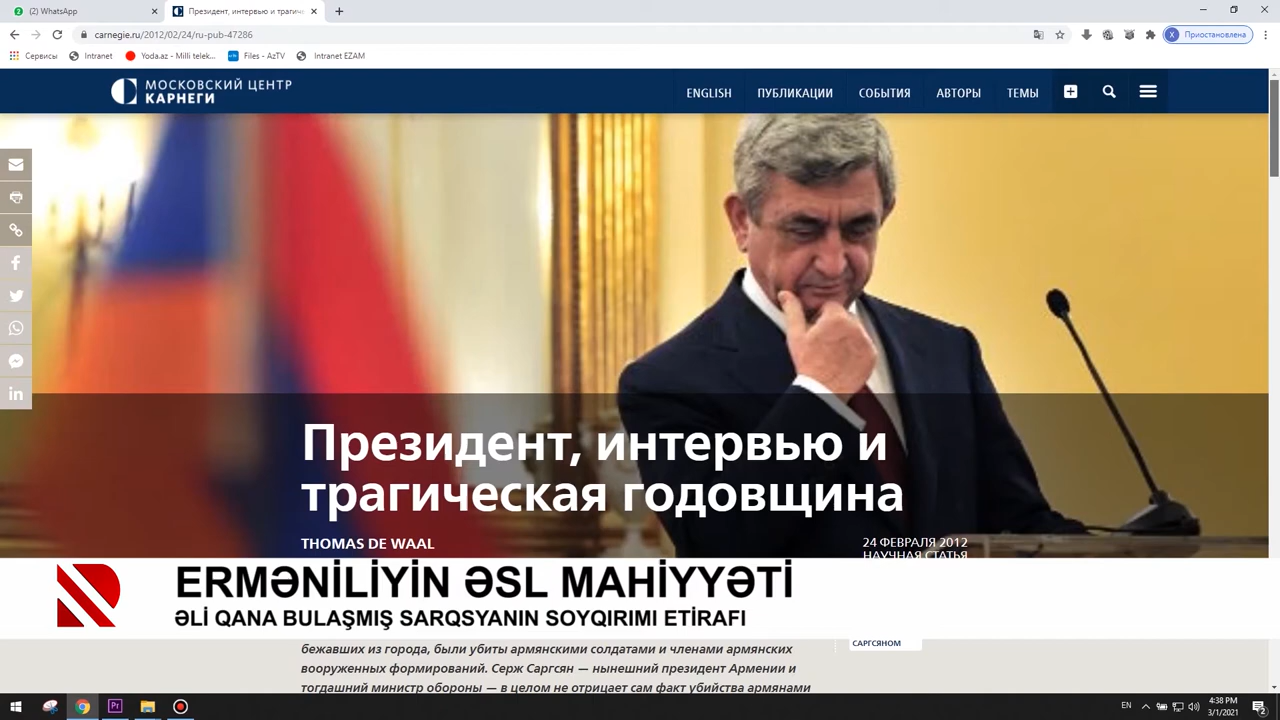 (2) WhatsApp
Президент, интервью и траги
carnegie.ru/2012/02/24/ru-pub-47286
Приостановлена
Сервисы
Intranet
Yoda.az - Milli telek...
Files - AzTV
Intranet EZAM
МОСКОВСКИЙ ЦЕНТР
КАРНЕГИ
ENGLISH
ПУБЛИКАЦИИ
СОБЫТИЯ
АВТОРЫ
ТЕМЫ
Президент, интервью и
трагическая годовщина
THOMAS DE WAAL
24 ФЕВРАЛЯ 2012
НАУЧНАЯ СТАТЬЯ
ERMƏNİLİYİN ƏSL MAHİYYƏTİ
ƏLİ QANA BULAŞMIŞ SARQSYANIN SOYQIRIMI ETİRAFI
САРГСЯНОМ
бежавших из города, были убиты армянскими солдатами и членами армянских
вооруженных формирований. Серж Саргсян — нынешний президент Армении и
тогдашний министр обороны — в целом не отрицает сам факт убийства армянами
EN
4:38 PM
3/1/2021